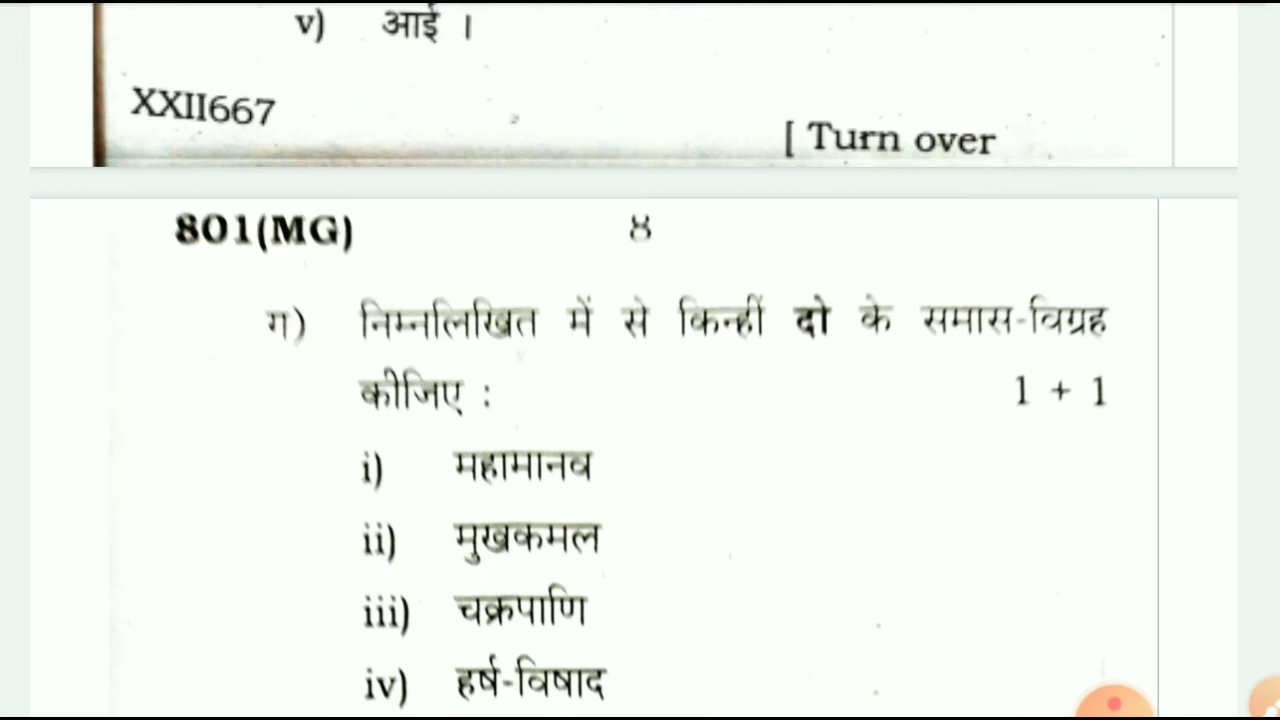 v) आई ।
XXII667
[ Turn over
801(MG) 8
ग) निम्नलिखित में से किन्हीं दो के समास-विग्रह
कीजिए : 1 + 1
i) महामानव
ii) मुखकमल
iii) चक्रपाणि
iv) हर्ष-विषाद